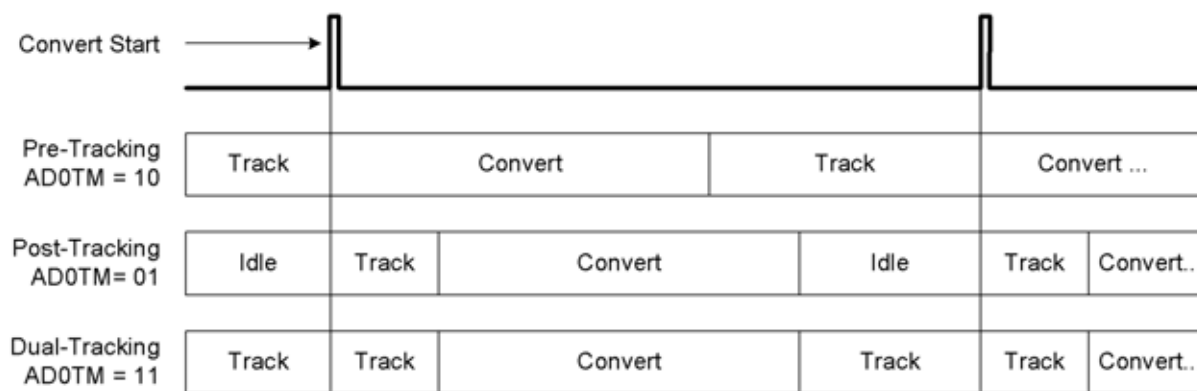 Convert Start
Pre-Tracking
AD0TM = 10
Track
Convert
Track
Convert ...
Post-Tracking
AD0TM= 01
Idle
Track
Convert
Idle
Track
Convert..
Dual-Tracking
AD0TM = 11
Track
Track
Convert
Track
Track
Convert..